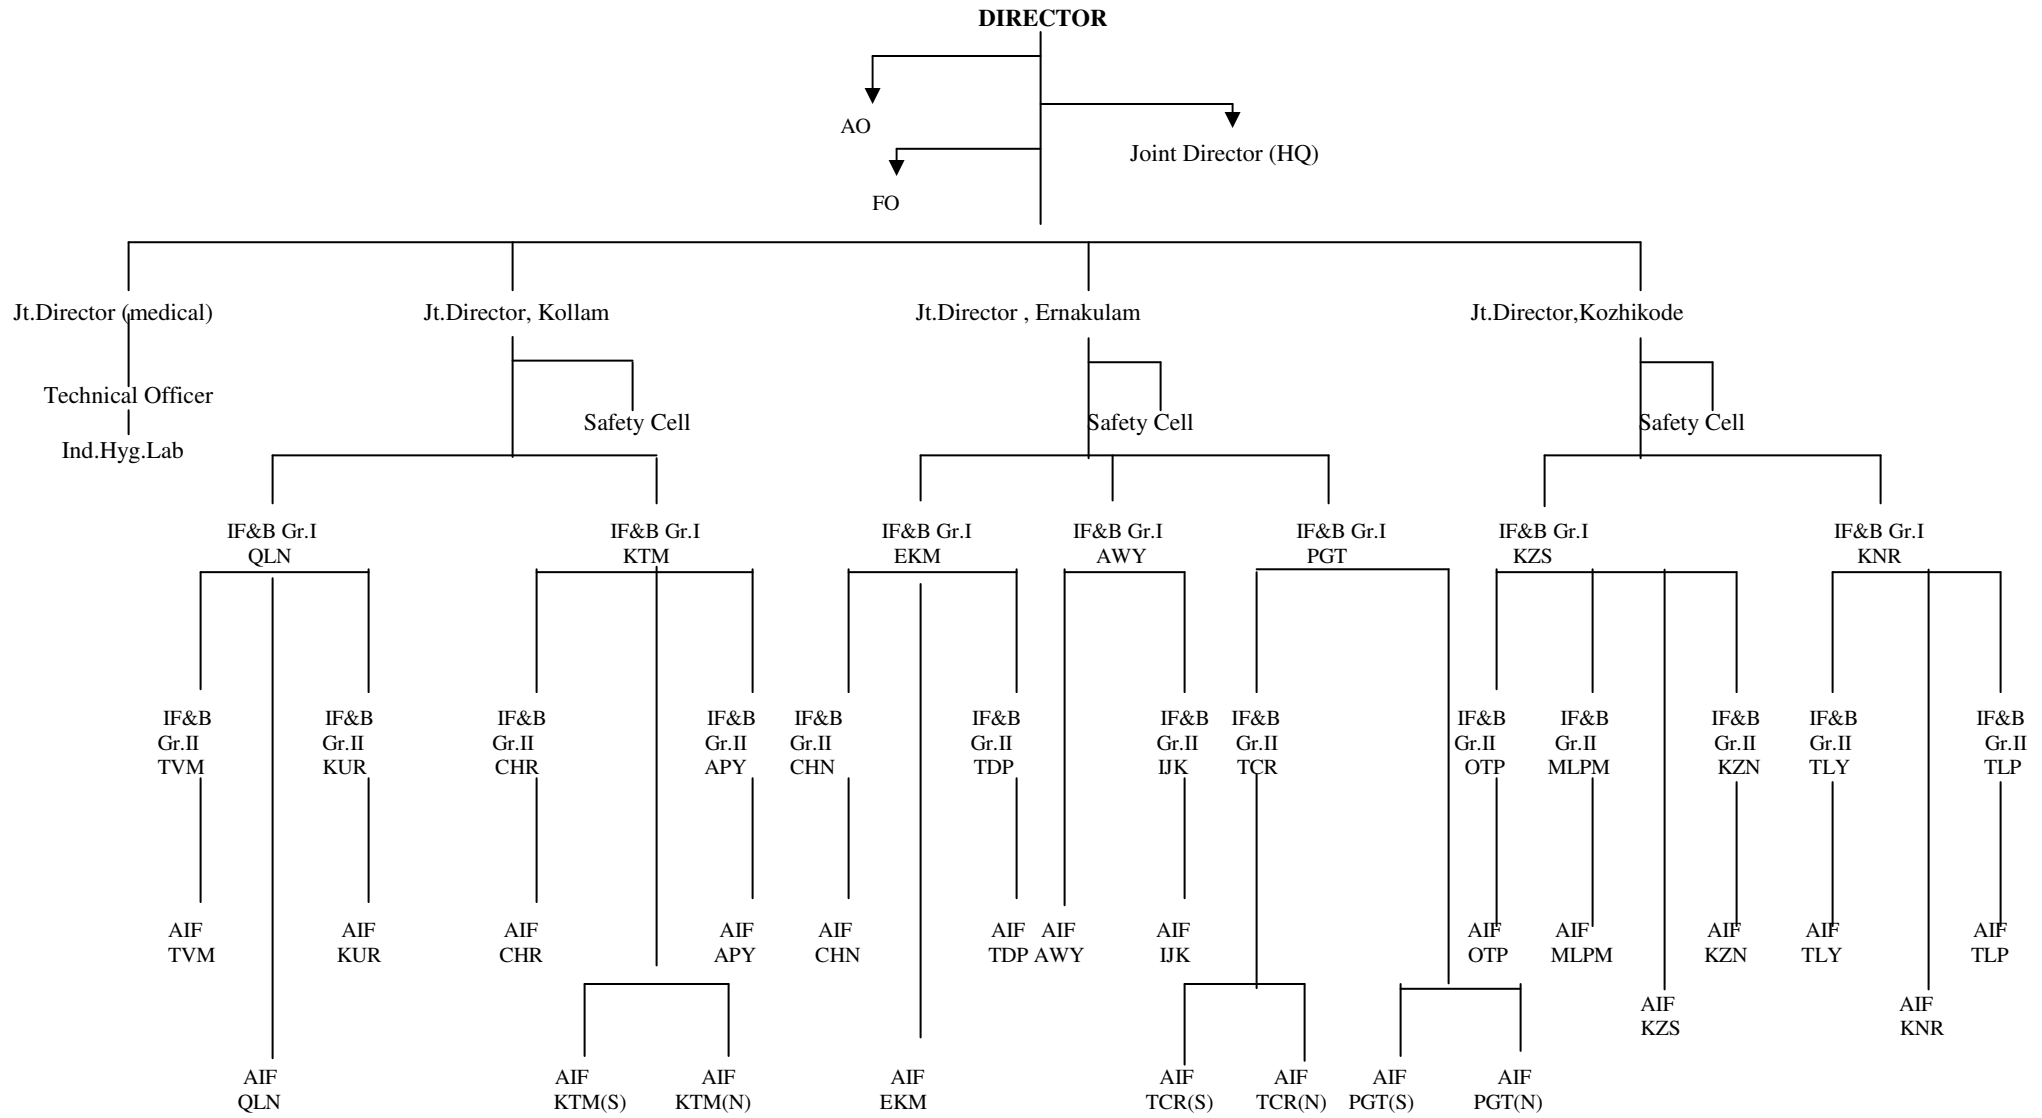 DIRECTOR
AO
Joint Director (HQ)
FO
Jt.Director (medical)
Jt.Director, Kollam
Jt.Director , Ernakulam
Jt.Director,Kozhikode
Technical Officer
Safety Cell
Safety Cell
Safety Cell
Ind.Hyg.Lab
IF&B Gr.I
QLN
IF&B Gr.I
KTM
IF&B Gr.I
EKM
IF&B Gr.I
AWY
IF&B Gr.I
PGT
IF&B Gr.I
KZS
IF&B Gr.I
KNR
IF&B
Gr.II
TVM
IF&B
Gr.II
KUR
IF&B
Gr.II
CHR
IF&B
Gr.II
APY
IF&B
Gr.II
CHN
IF&B
Gr.II
TDP
IF&B
Gr.II
IJK
IF&B
Gr.II
TCR
IF&B
Gr.II
OTP
IF&B
Gr.II
MLPM
IF&B
Gr.II
KZN
IF&B
Gr.II
TLY
IF&B
Gr.II
TLP
AIF
TVM
AIF
KUR
AIF
CHR
AIF
APY
AIF
CHN
AIF
TDP
AIF
AWY
AIF
IJK
AIF
OTP
AIF
MLPM
AIF
KZN
AIF
TLY
AIF
TLP
AIF
KZS
AIF
KNR
AIF
QLN
AIF
KTM(S)
AIF
KTM(N)
AIF
EKM
AIF
TCR(S)
AIF
TCR(N)
AIF
PGT(S)
AIF
PGT(N)